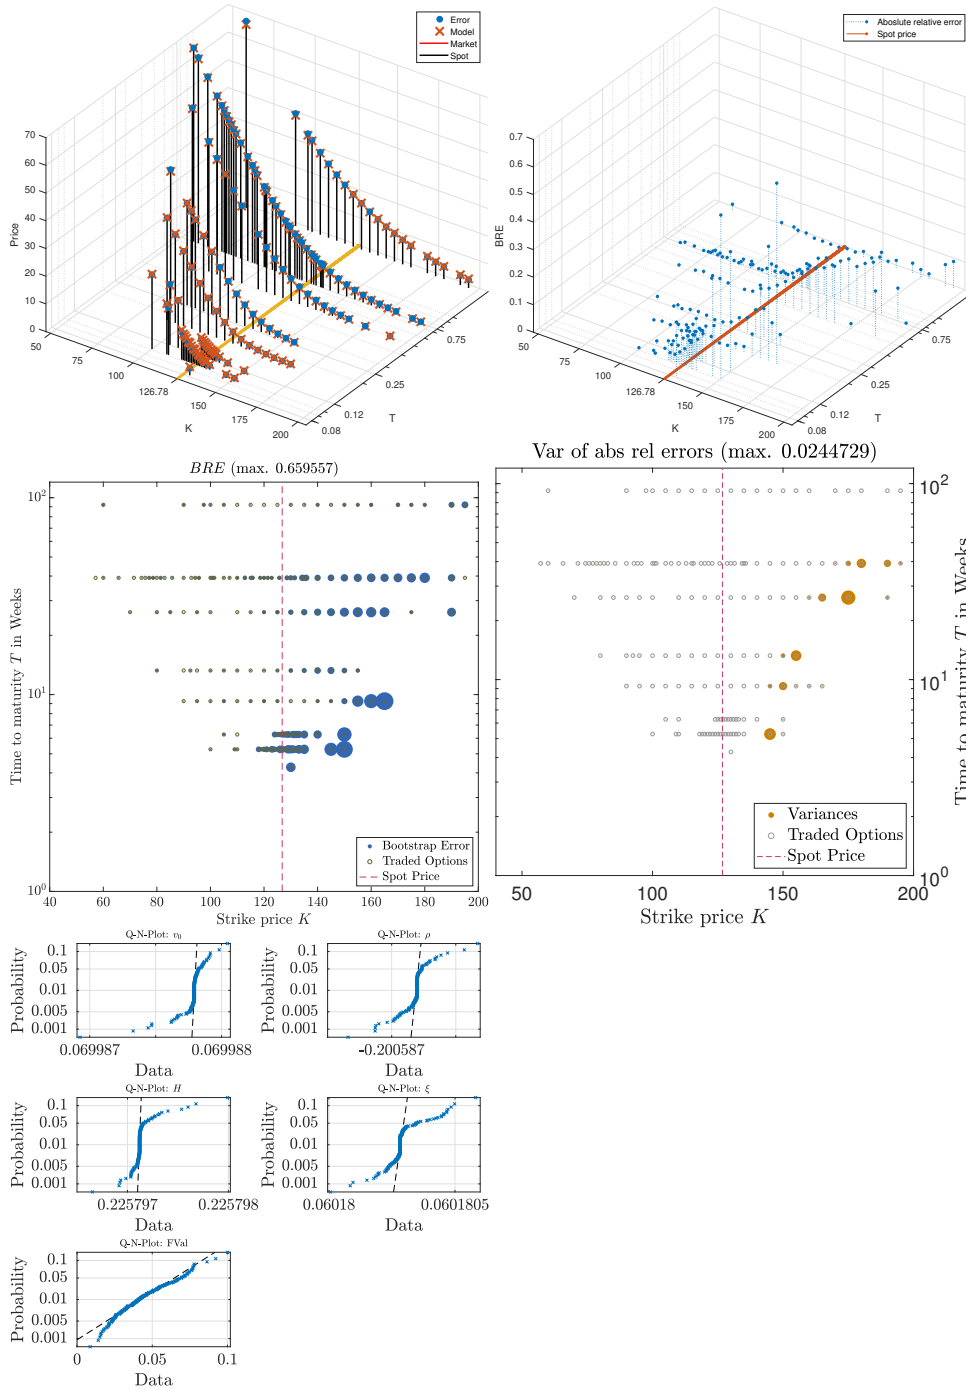 Error
Model
Market
Spot
70
60
50
40
30
20
10
0
Price
50
75
100
126.78
150
175
200
K
0.08
0.12
0.25
0.75
T
Aboslute relative error
Spot price
0.7
0.6
0.5
0.4
0.3
0.2
0.1
0
BRE
50
75
100
126.78
150
175
200
K
0.08
0.12
0.25
0.75
T
BRE (max. 0.659557)
10^2
10^1
10^0
Time to maturity T in Weeks
Bootstrap Error
Traded Options
Spot Price
40 60 80 100 120 140 160 180 200
Strike price K
Var of abs rel errors (max. 0.0244729)
10^2
10^1
10^0
Time to maturity T in Weeks
Variances
Traded Options
Spot Price
50 100 150 200
Strike price K
Q-N-Plot: v_0
0.1
0.05
0.01
0.005
0.001
Probability
0.069987 0.069988
Data
Q-N-Plot: ρ
0.1
0.05
0.01
0.005
0.001
Probability
-0.200587
Data
Q-N-Plot: H
0.1
0.05
0.01
0.005
0.001
Probability
0.225797 0.225798
Data
Q-N-Plot: ξ
0.1
0.05
0.01
0.005
0.001
Probability
0.06018 0.0601805
Data
Q-N-Plot: FVal
0.1
0.05
0.01
0.005
0.001
Probability
0 0.05 0.1
Data